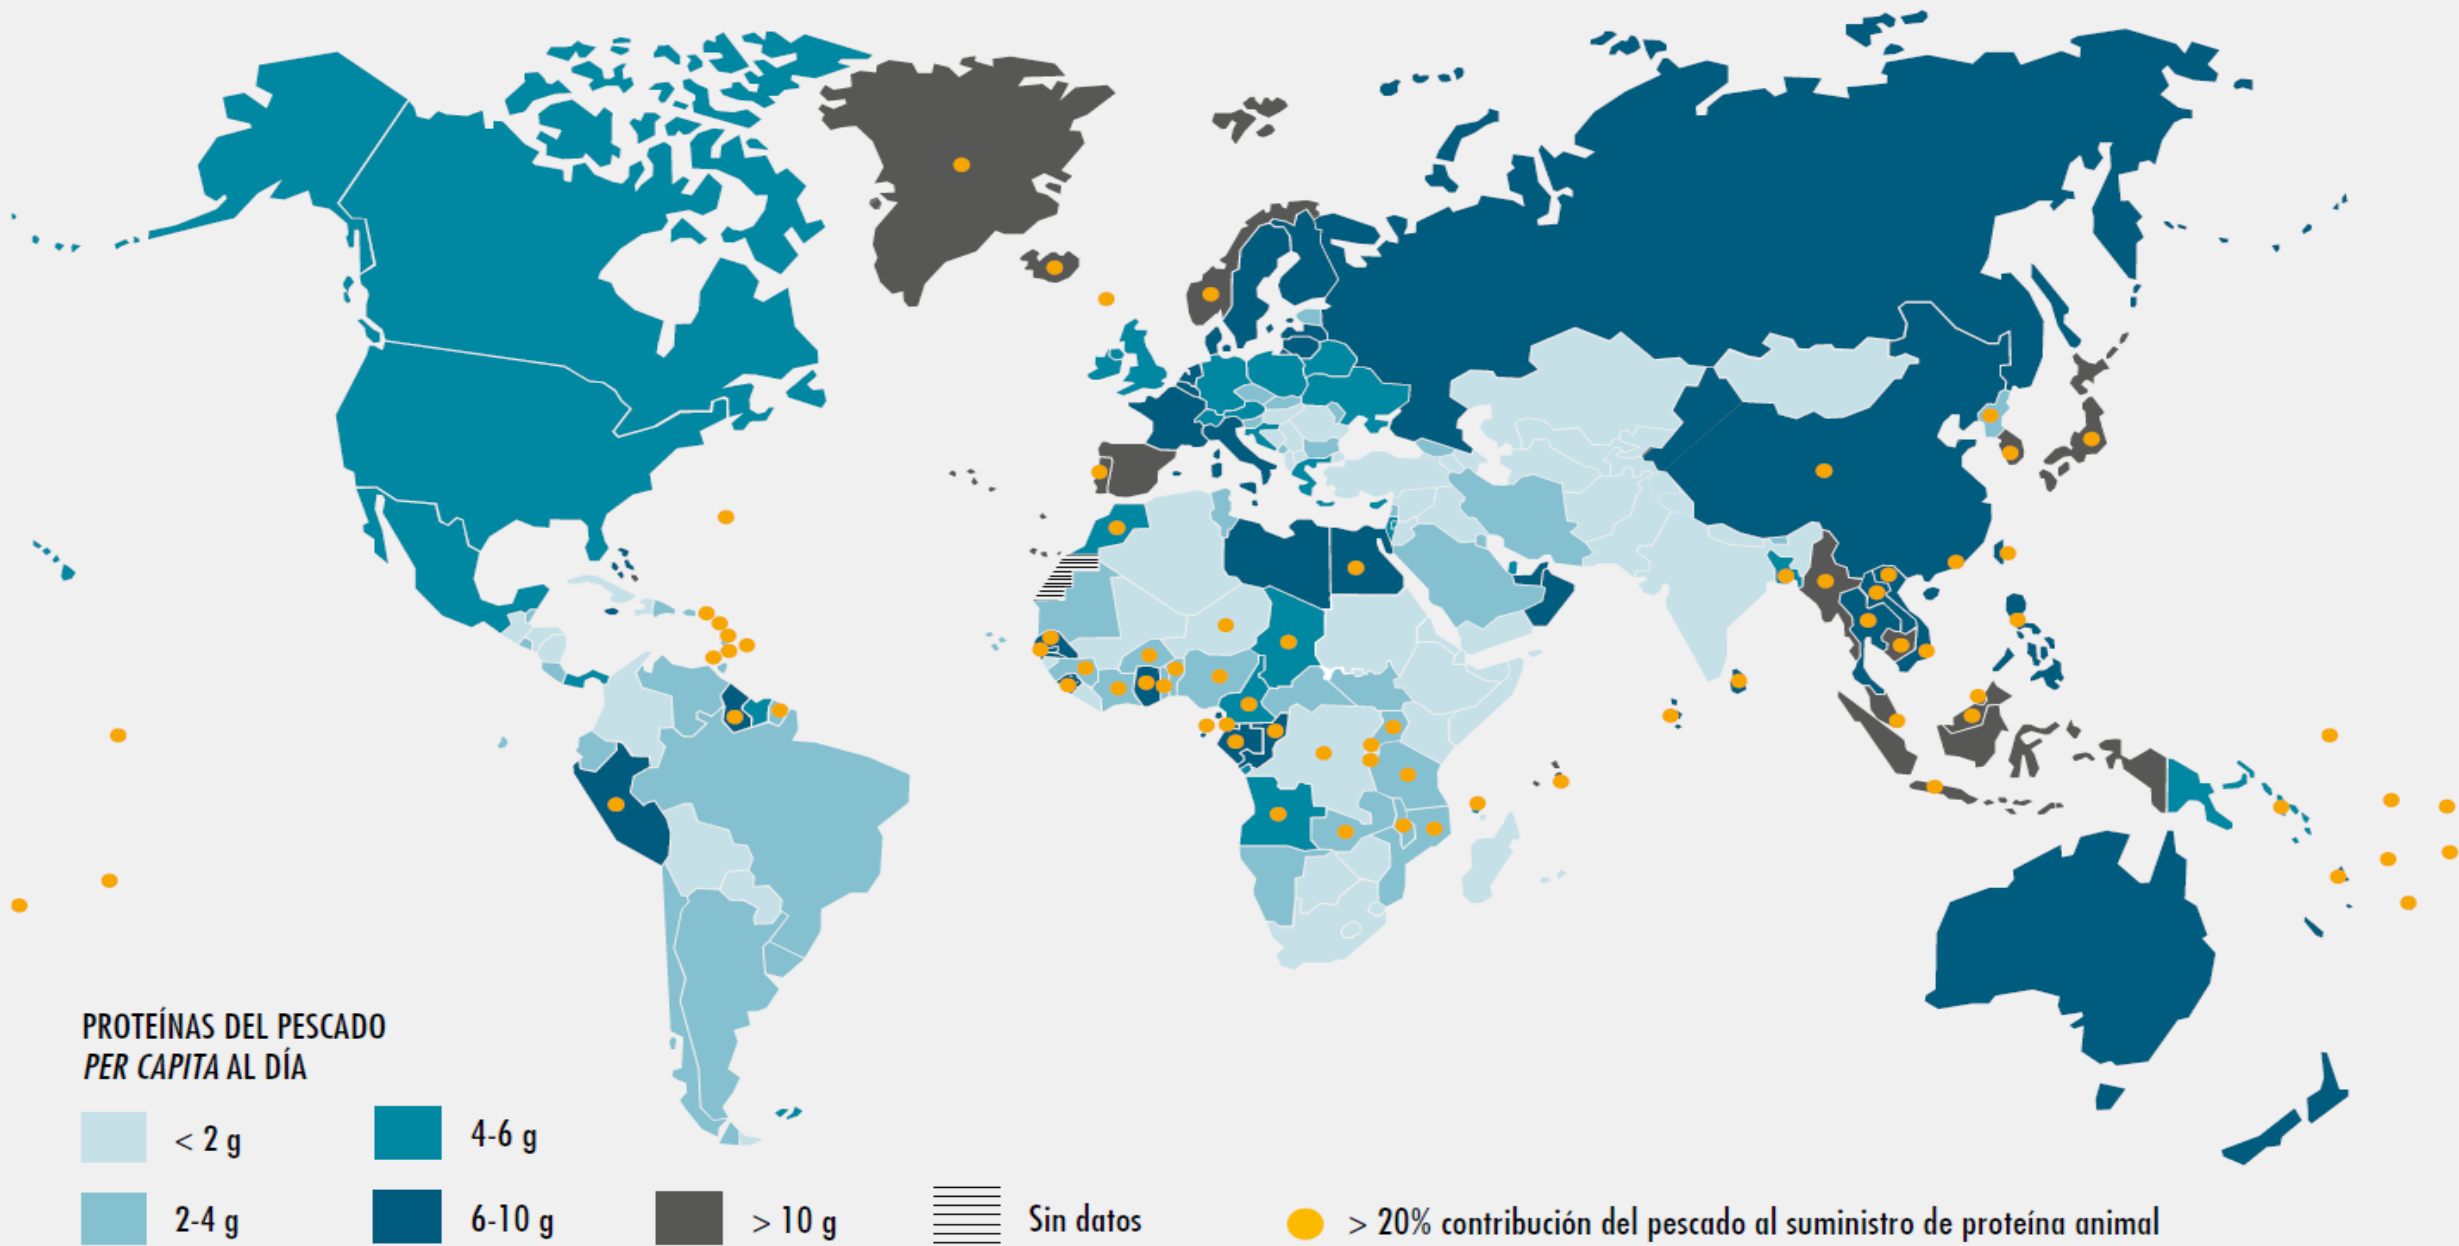 PROTEÍNAS DEL PESCADO
PER CAPITA AL DÍA
< 2 g
4-6 g
2-4 g
6-10 g
> 10 g
Sin datos
> 20% contribución del pescado al suministro de proteína animal